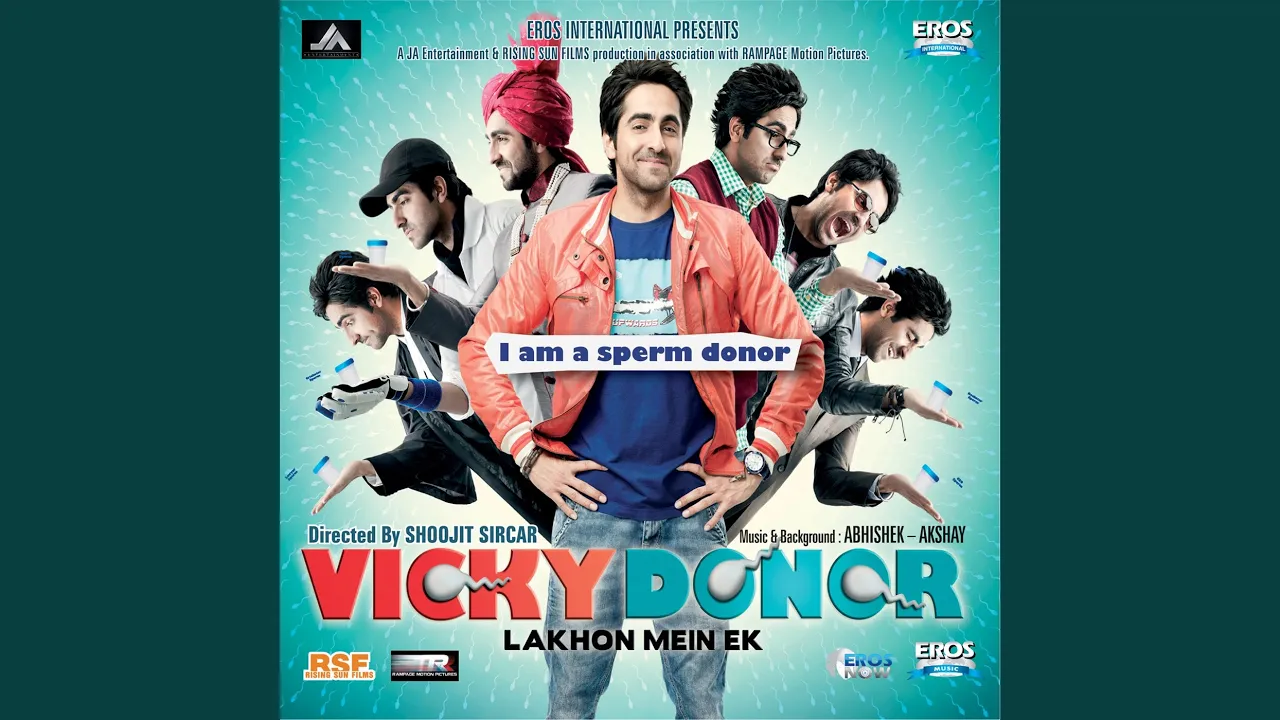 EROS INTERNATIONAL PRESENTS
A JA Entertainment & RISING SUN FILMS production in association with RAMPAGE Motion Pictures.
JA
EROS
INTERNATIONAL
UPWARDS
I am a sperm donor
Directed By SHOOJIT SIRCAR
Music & Background : ABHISHEK – AKSHAY
VICKY DONOR
LAKHON MEIN EK
RSF
RISING SUN FILMS
RAMPAGE MOTION PICTURES
EROS
NOW
EROS
MUSIC